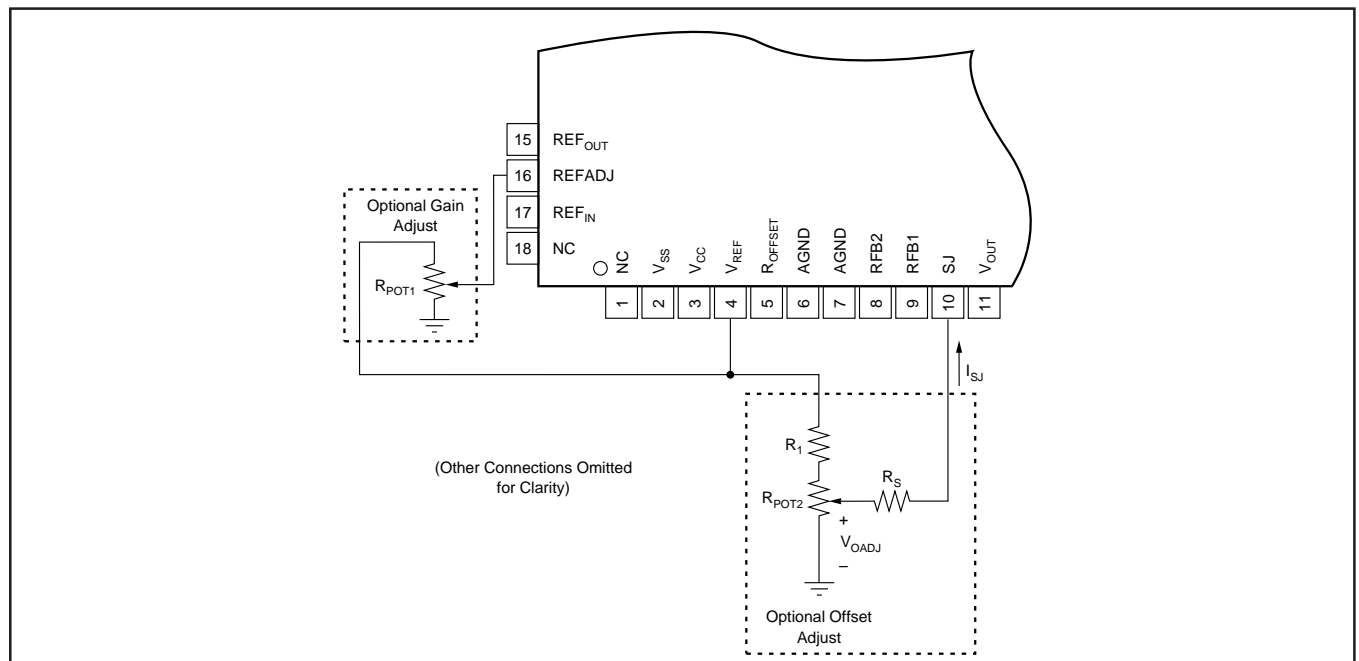 15 REF_OUT
16 REFADJ
17 REF_IN
18 NC
Optional Gain
Adjust
R_POT1
NC
V_SS
V_CC
V_REF
R_OFFSET
AGND
AGND
RFB2
RFB1
SJ
V_OUT
1 2 3 4 5 6 7 8 9 10 11
I_SJ
(Other Connections Omitted
for Clarity)
R_1
R_POT2
R_S
+
V_OADJ
–
Optional Offset
Adjust